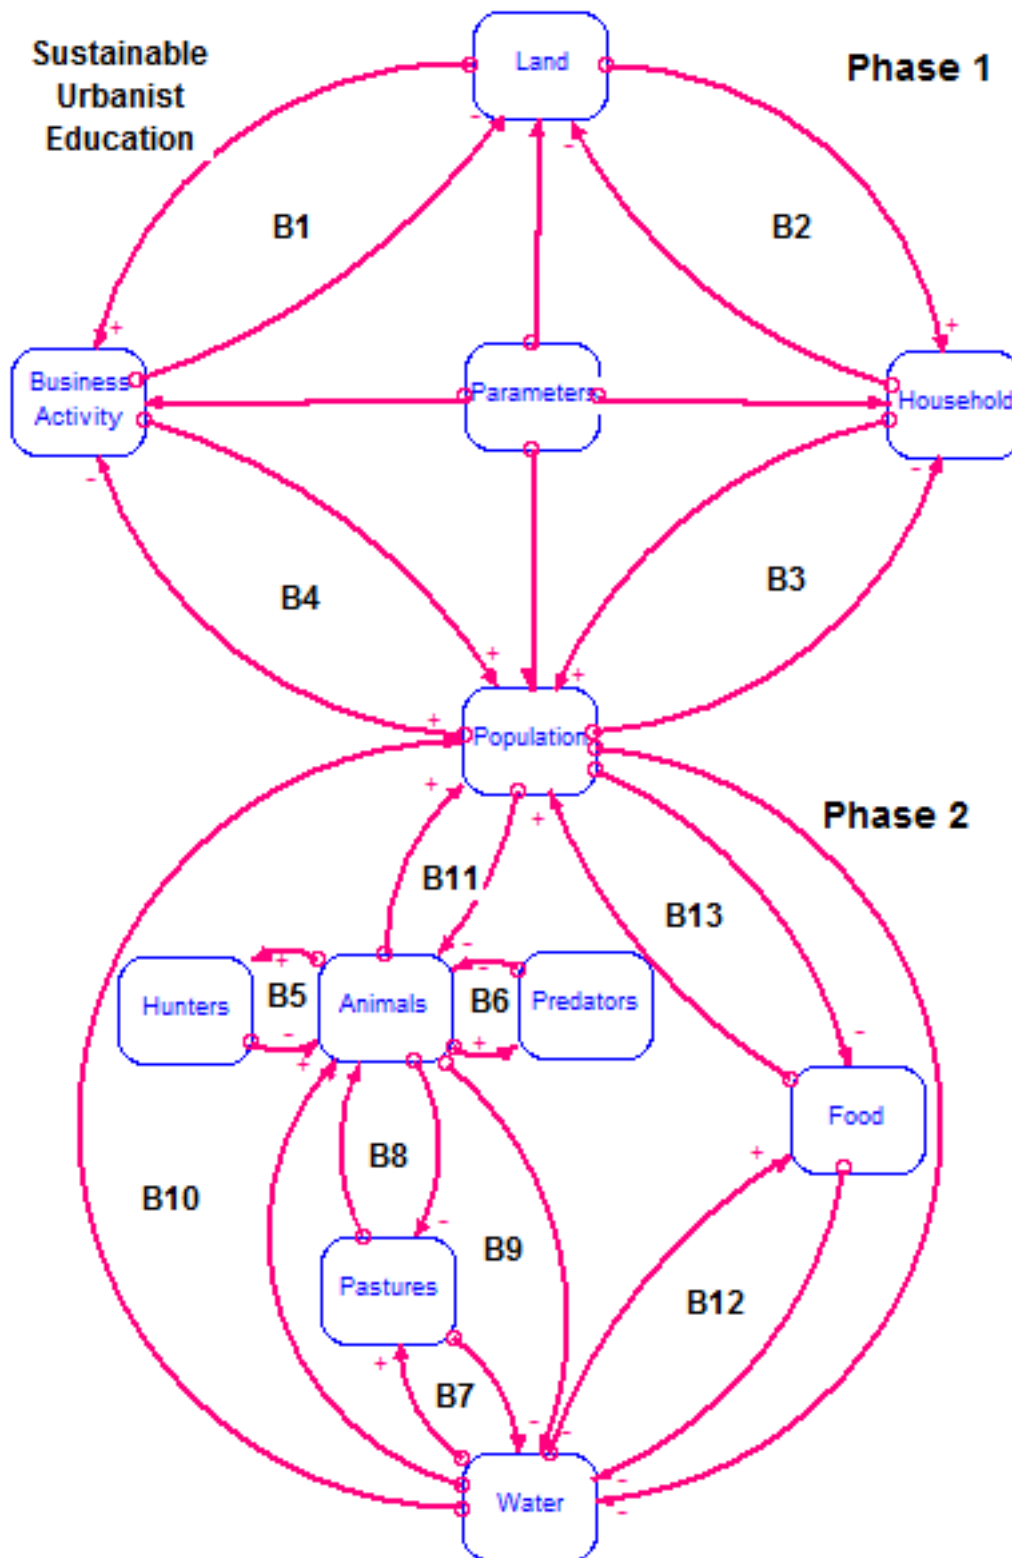 Sustainable
Urbanist
Education
Phase 1
Land
-
-
B1
B2
+
+
Business
Activity
Parameters
Household
-
-
B4
B3
+
+
+
Population
+
+
Phase 2
B11
B13
-
-
+
Hunters
B5
Animals
B6
Predators
-
+
+
-
B8
Food
+
B10
-
B9
Pastures
B12
+
B7
-
-
-
Water
-